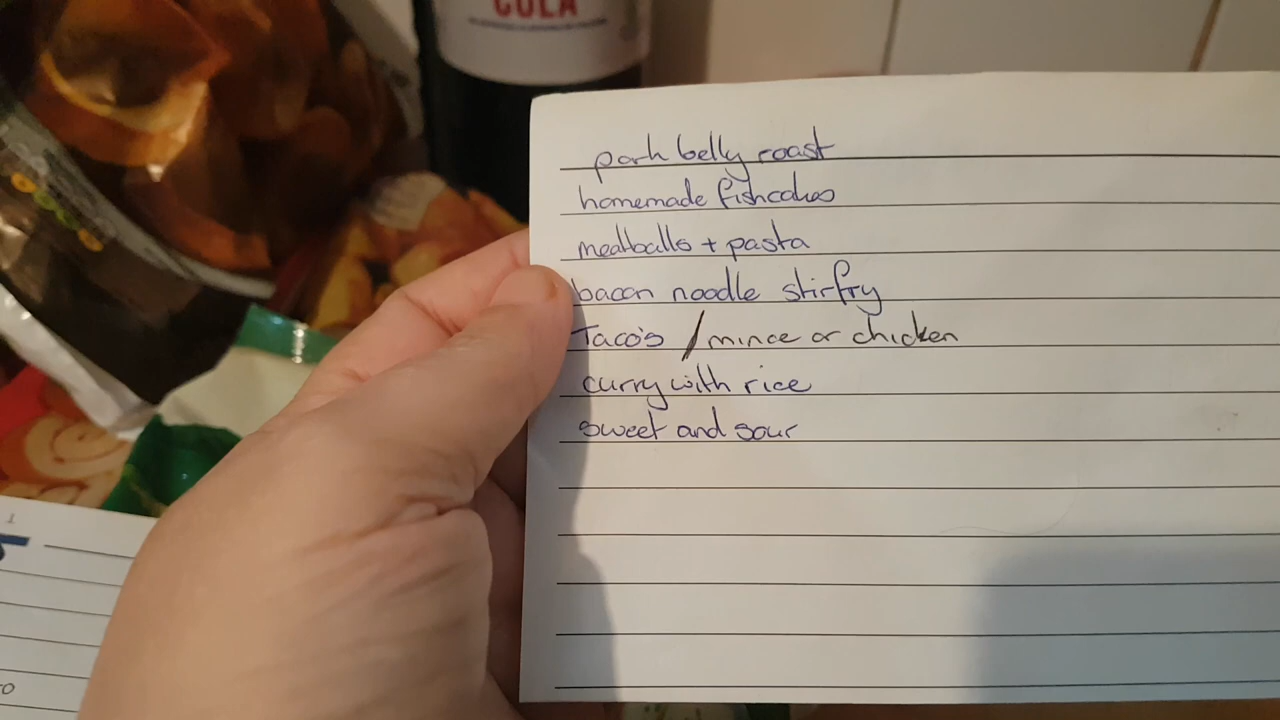 COLA
pork belly roast
homemade fishcakes
meatballs + pasta
bacon noodle stirfry
Taco's / mince or chicken
curry with rice
sweet and sour